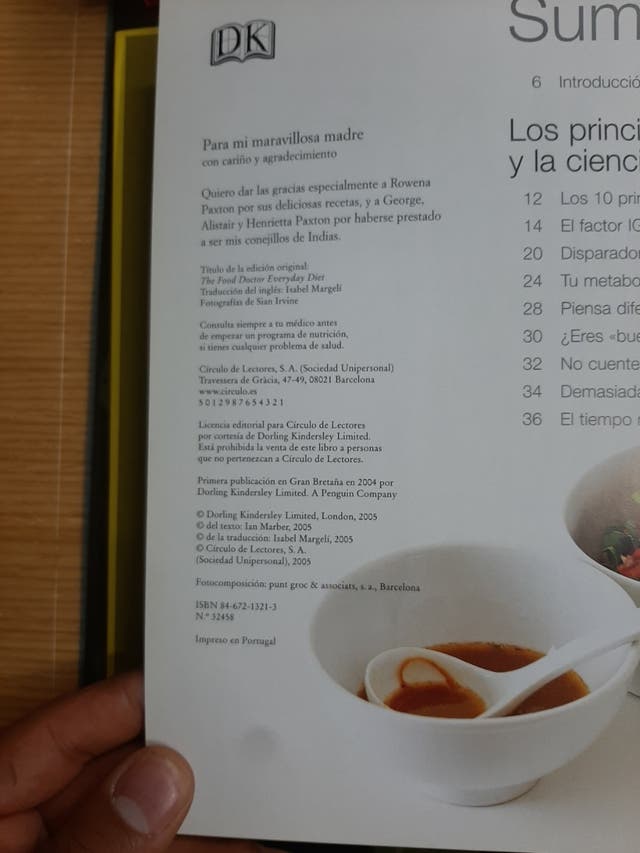 DK
Para mi maravillosa madre
con cariño y agradecimiento
Quiero dar las gracias especialmente a Rowena
Paxton por sus deliciosas recetas, y a George,
Alistair y Henrietta Paxton por haberse prestado
a ser mis conejillos de Indias.
Título de la edición original:
The Food Doctor Everyday Diet
Traducción del inglés: Isabel Margelí
Fotografías de Sian Irvine
Consulta siempre a tu médico antes
de empezar un programa de nutrición,
si tienes cualquier problema de salud.
Círculo de Lectores, S. A. (Sociedad Unipersonal)
Travessera de Gràcia, 47-49, 08021 Barcelona
www.circulo.es
5 0 1 2 9 8 7 6 5 4 3 2 1
Licencia editorial para Círculo de Lectores
por cortesía de Dorling Kindersley Limited.
Está prohibida la venta de este libro a personas
que no pertenezcan a Círculo de Lectores.
Primera publicación en Gran Bretaña en 2004 por
Dorling Kindersley Limited. A Penguin Company
© Dorling Kindersley Limited, London, 2005
© del texto: Ian Marber, 2005
© de la traducción: Isabel Margelí, 2005
© Círculo de Lectores, S. A.
(Sociedad Unipersonal), 2005
Fotocomposición: punt groc & associats, s. a., Barcelona
ISBN 84-672-1321-3
N.º 32458
Impreso en Portugal
Sum
6 Introducció
Los princi
y la cienci
12 Los 10 prin
14 El factor IG
20 Disparador
24 Tu metabo
28 Piensa dife
30 ¿Eres «bue
32 No cuente
34 Demasiada
36 El tiempo